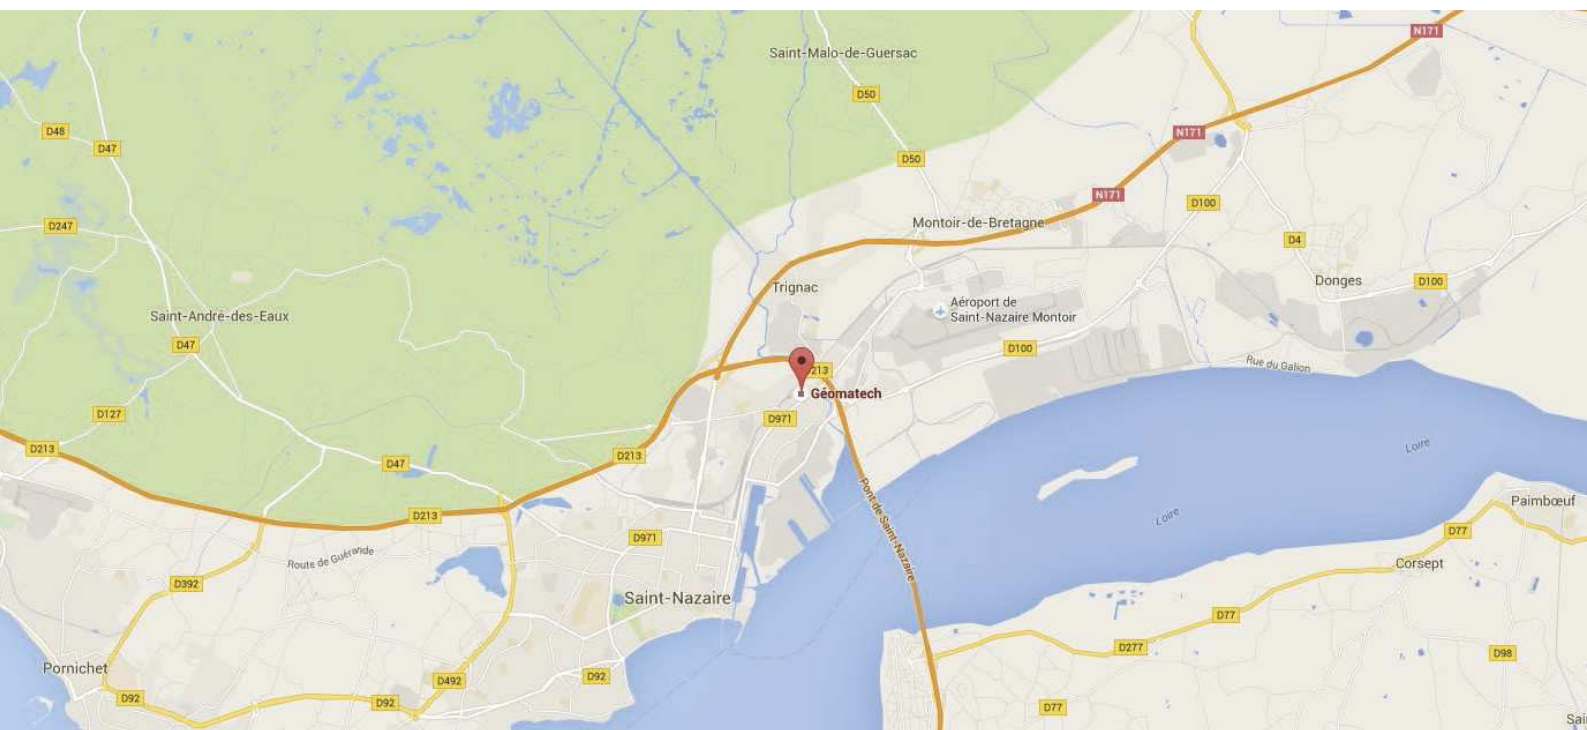 N171
Saint-Malo-de-Guersac
D50
D48
N171
D47
D50
N171
D100
D247
Montoir-de-Bretagne
D4
Donges
D100
Trignac
Aéroport de
Saint-Nazaire Montoir
Saint-André-des-Eaux
D47
D100
Rue du Galion
213
Géomatech
D127
D971
D213
D213
D47
Loire
Pont de Saint-Nazaire
Paimbœuf
D213
Loire
D77
D971
Route de Guérande
Corsept
D392
Saint-Nazaire
D77
D277
D98
Pornichet
D492
D92
D92
D92
D77
Sai